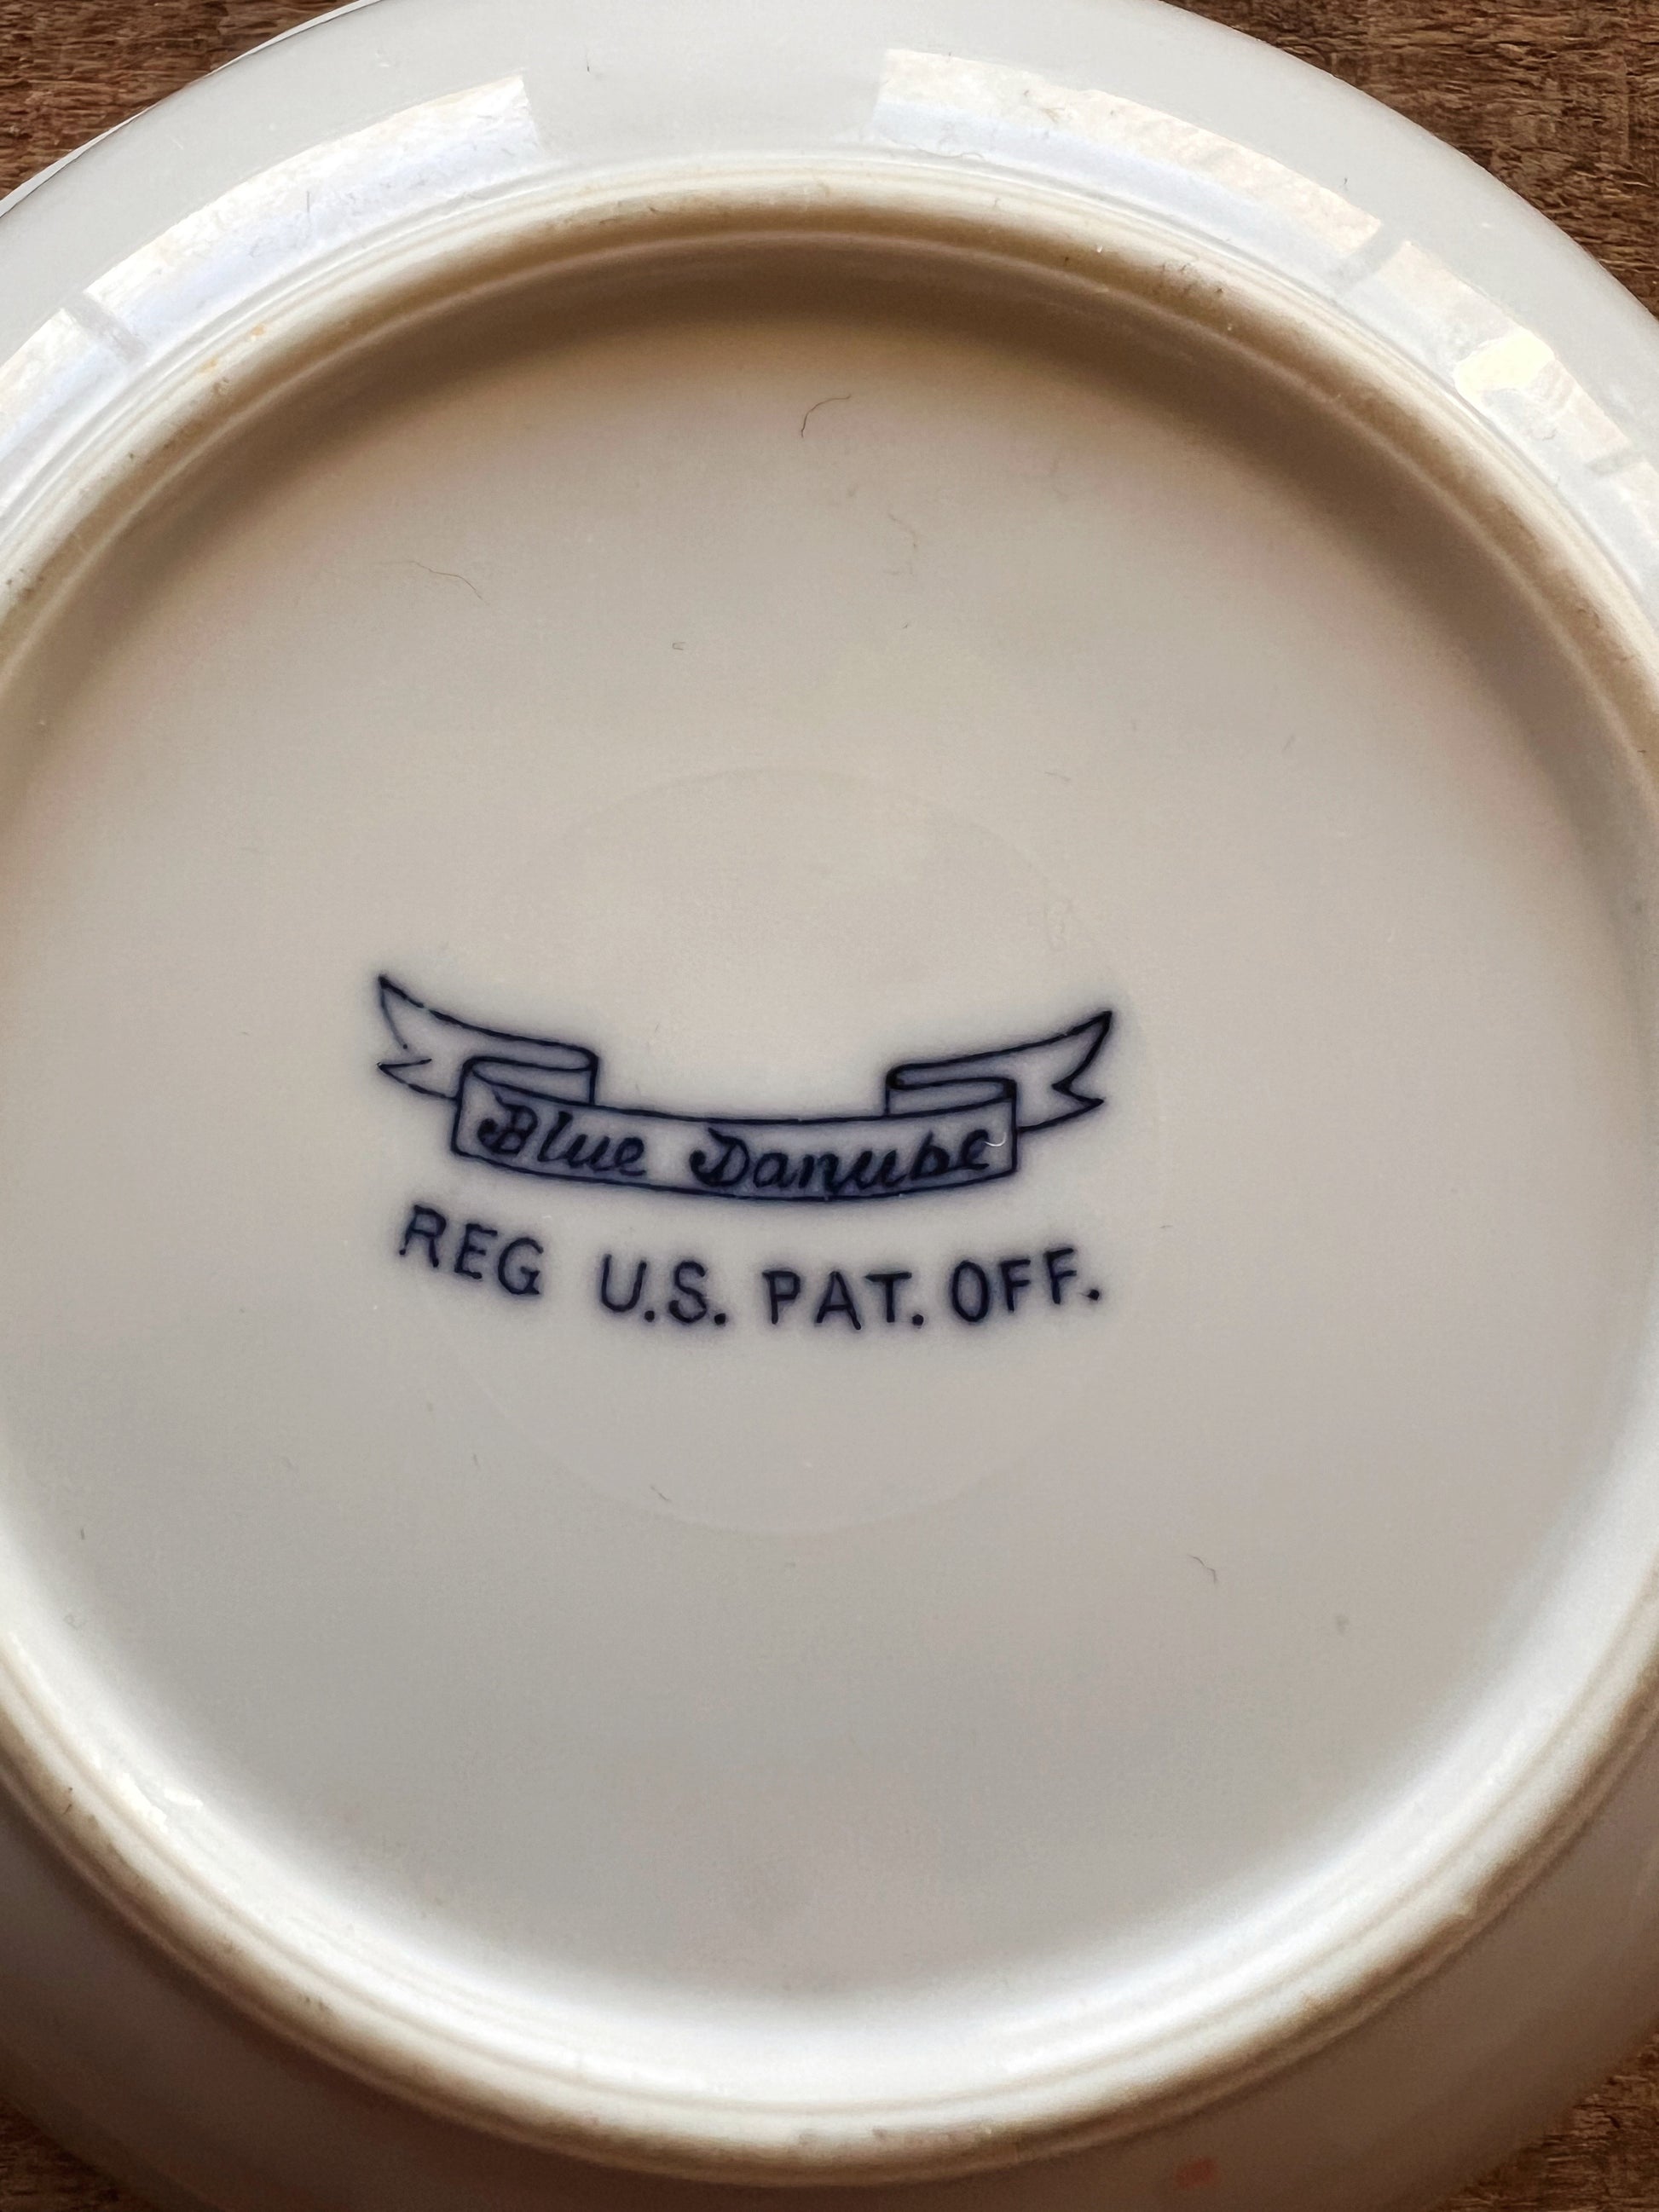 Blue Danube
REG U.S. PAT. OFF.